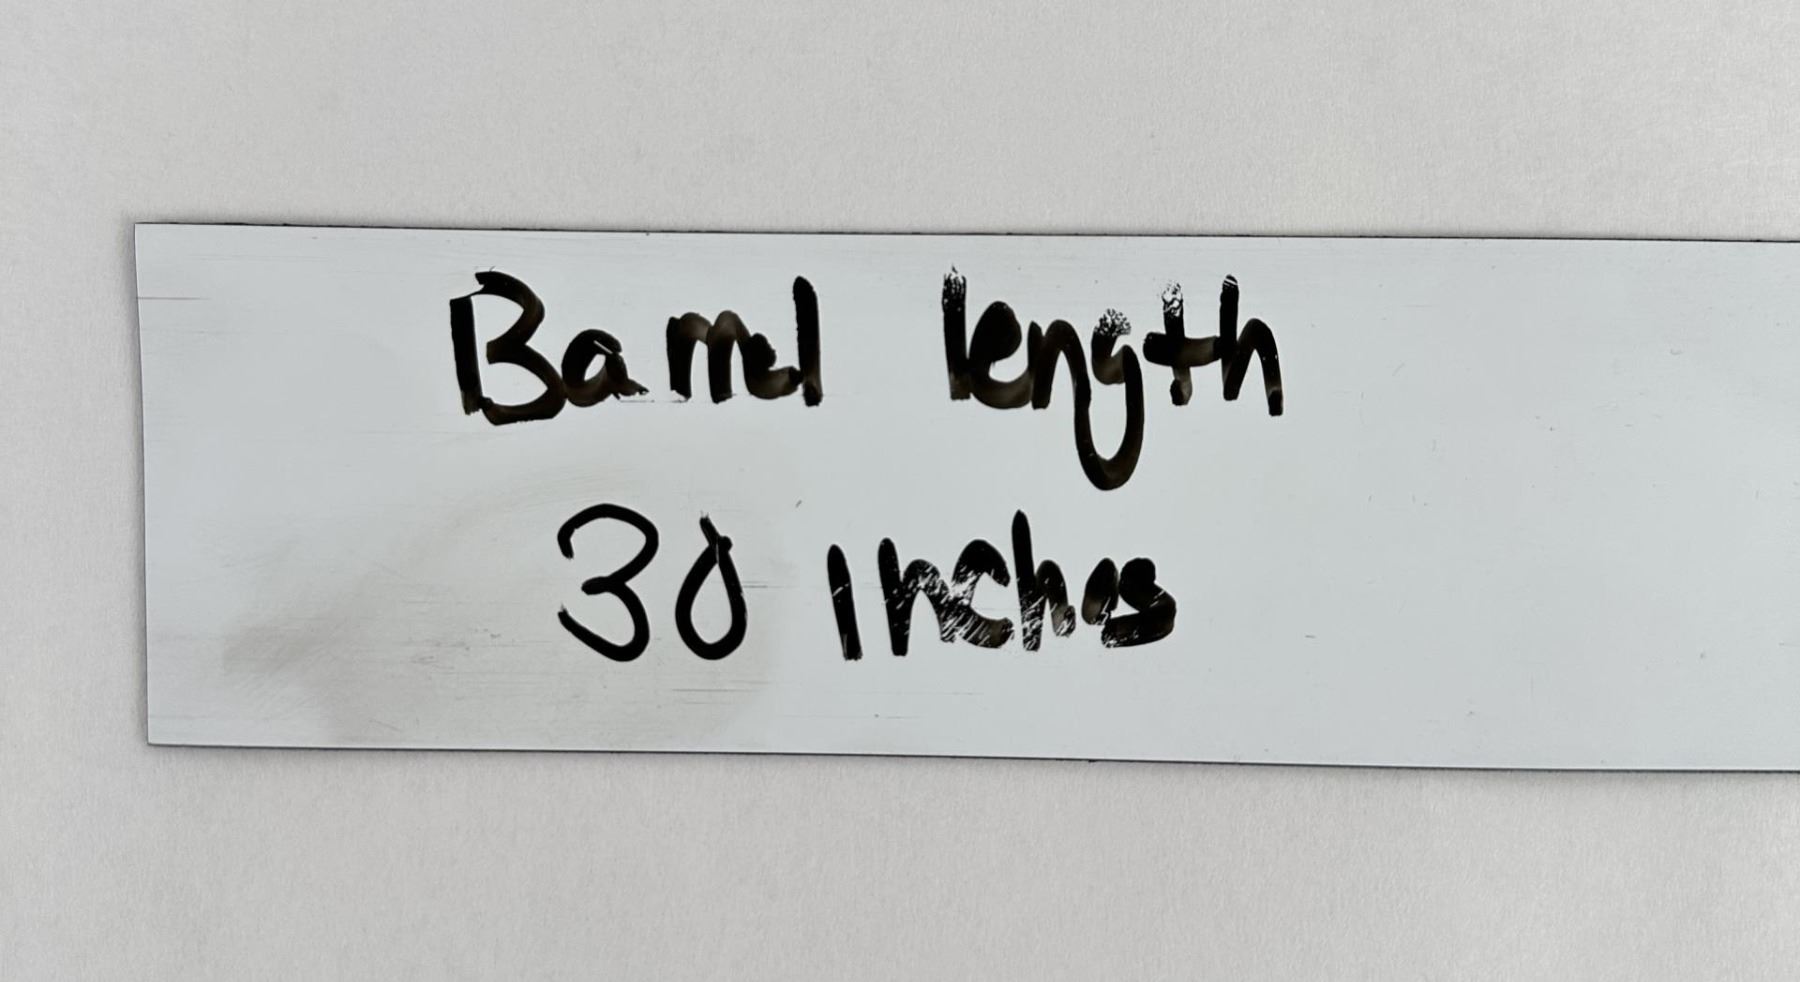 Barrel length
30 inches